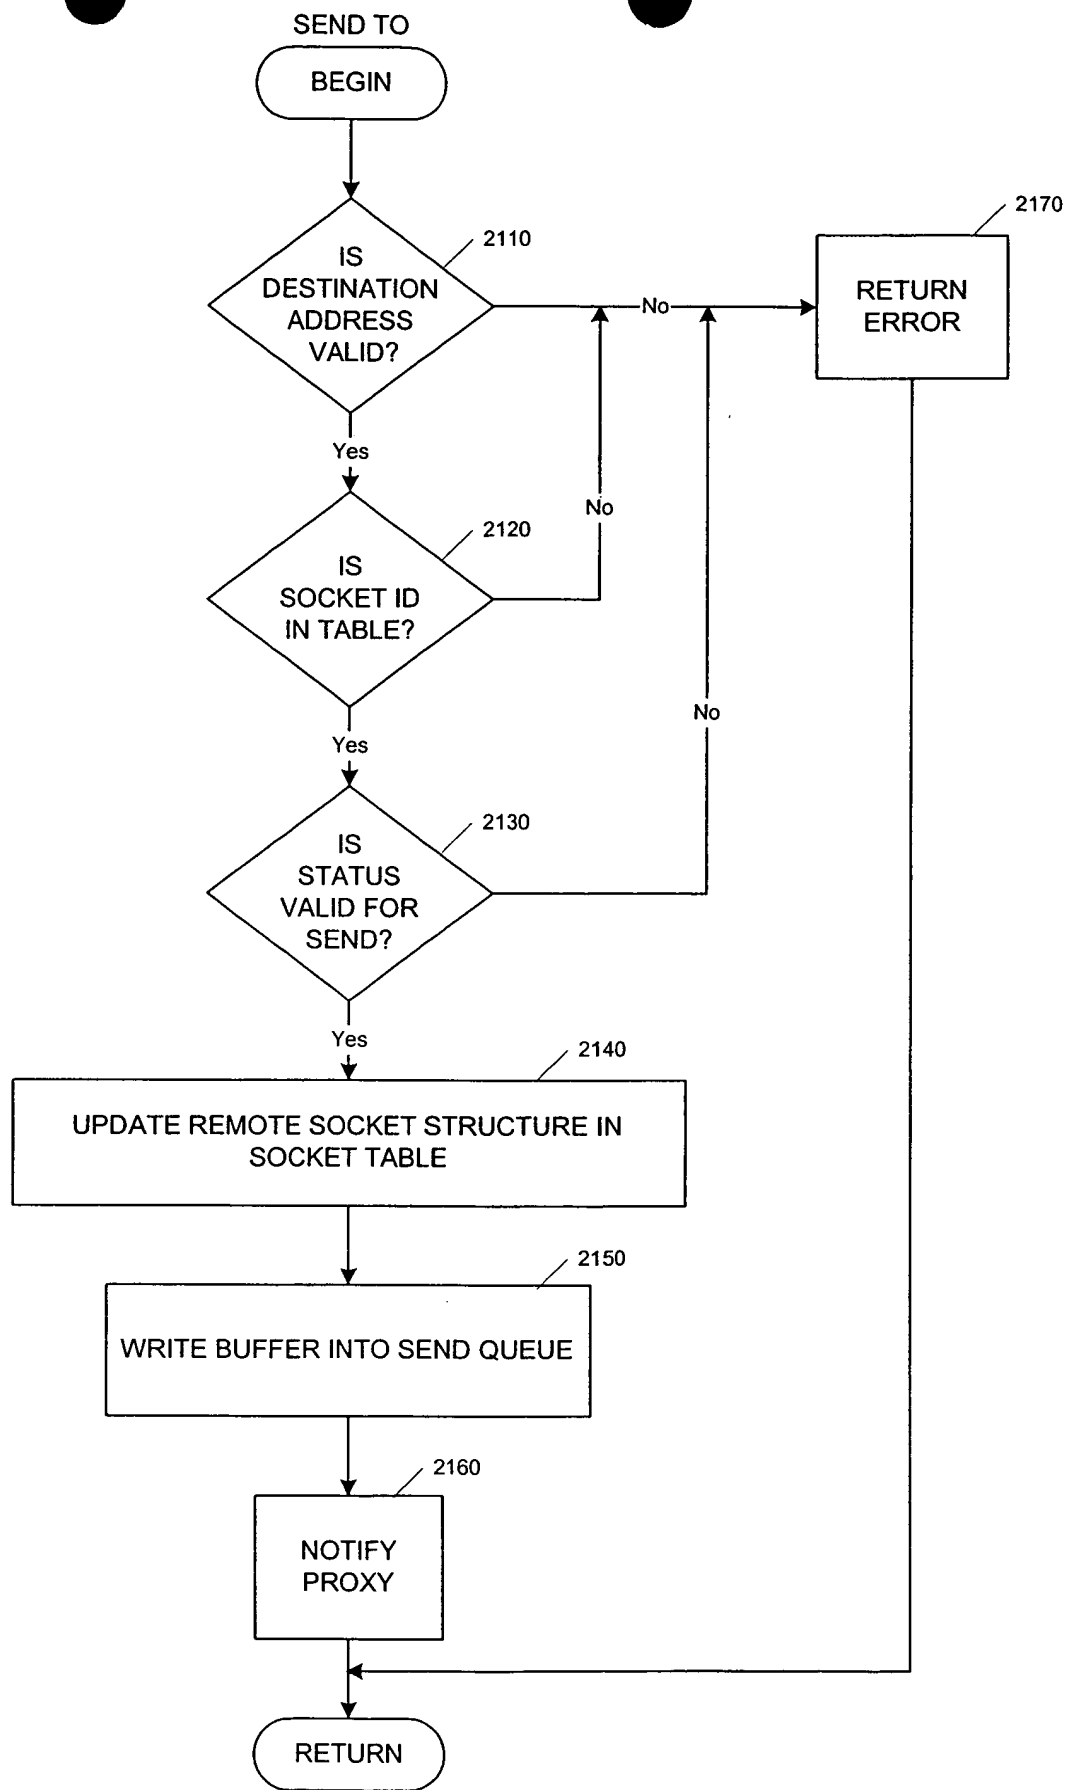 SEND TO
BEGIN
2110
IS
DESTINATION
ADDRESS
VALID?
No
2170
RETURN
ERROR
Yes
2120
IS
SOCKET ID
IN TABLE?
No
Yes
2130
IS
STATUS
VALID FOR
SEND?
No
Yes
2140
UPDATE REMOTE SOCKET STRUCTURE IN
SOCKET TABLE
2150
WRITE BUFFER INTO SEND QUEUE
2160
NOTIFY
PROXY
RETURN